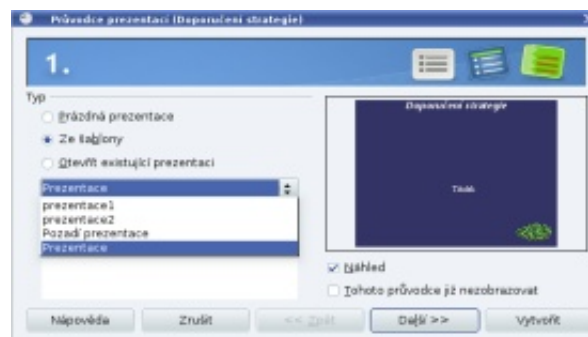 Průvodce prezentací (Doporučení strategie)
1.
Typ
Prázdná prezentace
Ze šablony
Otevřít existující prezentaci
Prezentace
prezentace1
prezentace2
Pozadí prezentace
Prezentace
Doporučení strategie
Náhled
Tohoto průvodce již nezobrazovat
Nápověda
Zrušit
<< Zpět
Další >>
Vytvořit